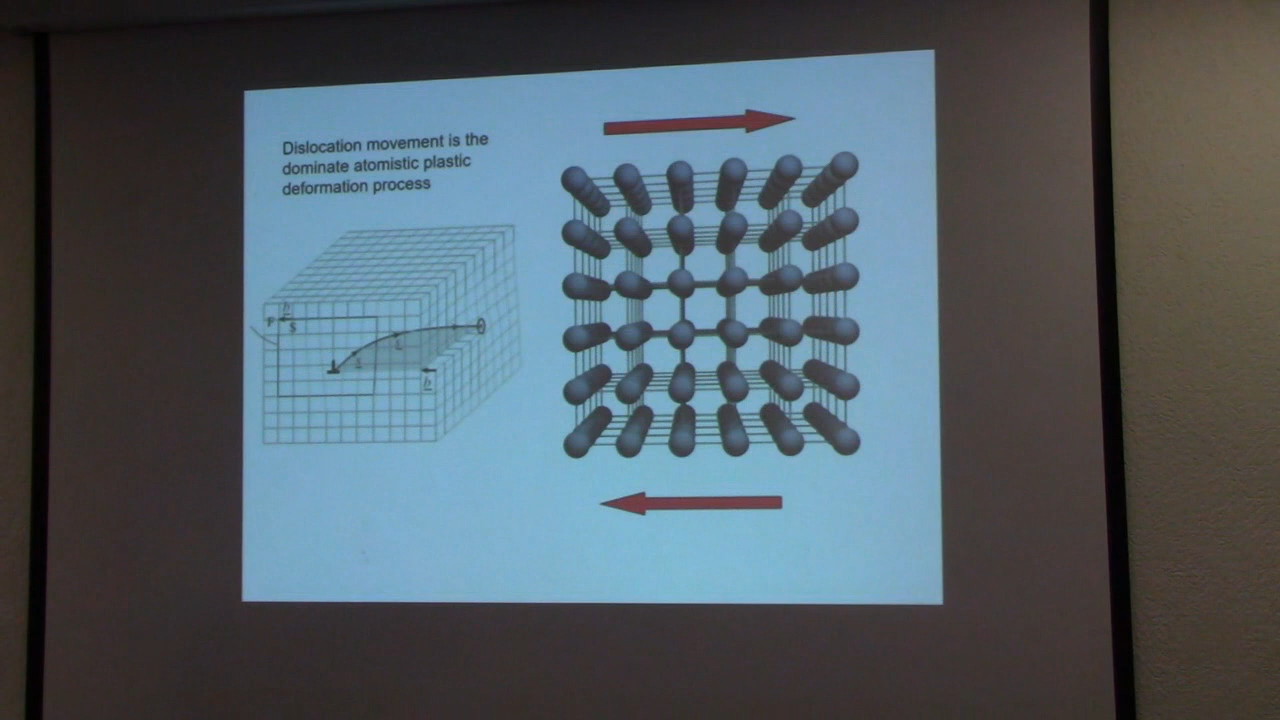 Dislocation movement is the
dominate atomistic plastic
deformation process
b
F
S
b